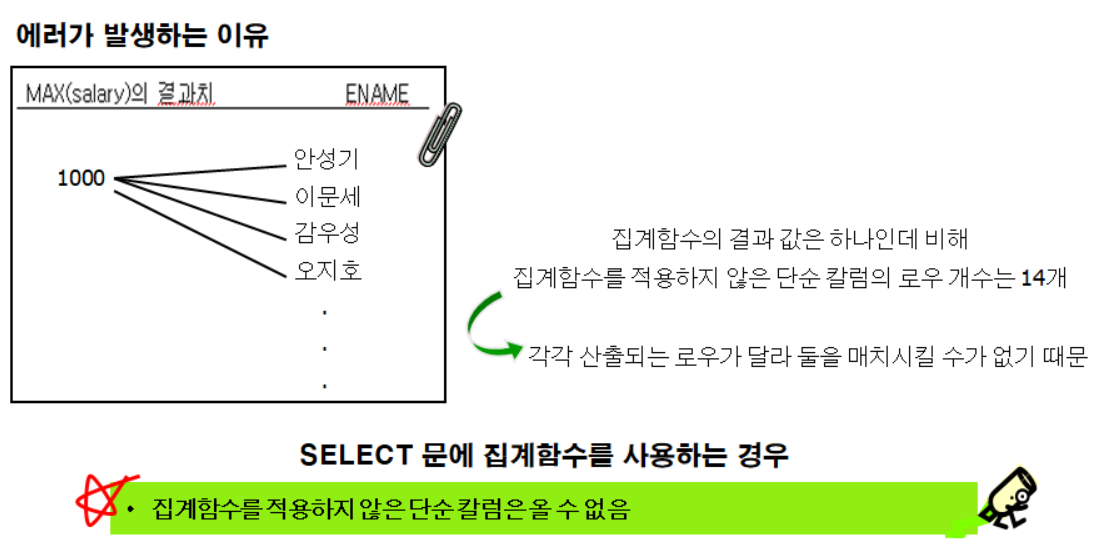 에러가 발생하는 이유
MAX(salary)의 결과치 ENAME
1000
안성기
이문세
감우성
오지호
.
.
.
집계함수의 결과 값은 하나인데 비해
집계함수를 적용하지 않은 단순 칼럼의 로우 개수는 14개
각각 산출되는 로우가 달라 둘을 매치시킬 수가 없기 때문
SELECT 문에 집계함수를 사용하는 경우
• 집계함수를 적용하지 않은 단순 칼럼은 올 수 없음